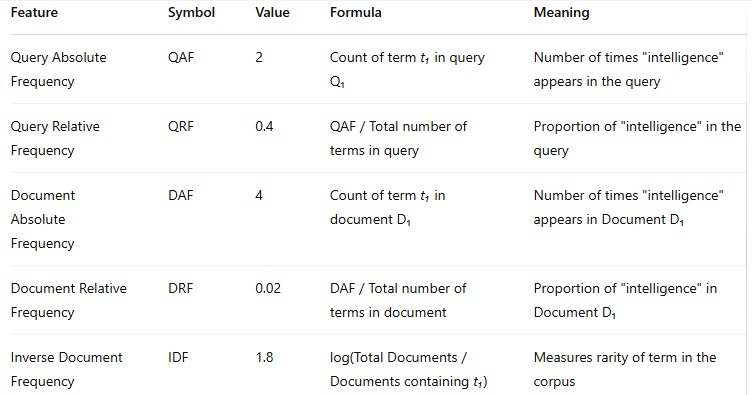 Feature Symbol Value Formula Meaning
Query Absolute Frequency QAF 2 Count of term t₁ in query Q₁ Number of times "intelligence" appears in the query
Query Relative Frequency QRF 0.4 QAF / Total number of terms in query Proportion of "intelligence" in the query
Document Absolute Frequency DAF 4 Count of term t₁ in document D₁ Number of times "intelligence" appears in Document D₁
Document Relative Frequency DRF 0.02 DAF / Total number of terms in document Proportion of "intelligence" in Document D₁
Inverse Document Frequency IDF 1.8 log(Total Documents / Documents containing t₁) Measures rarity of term in the corpus